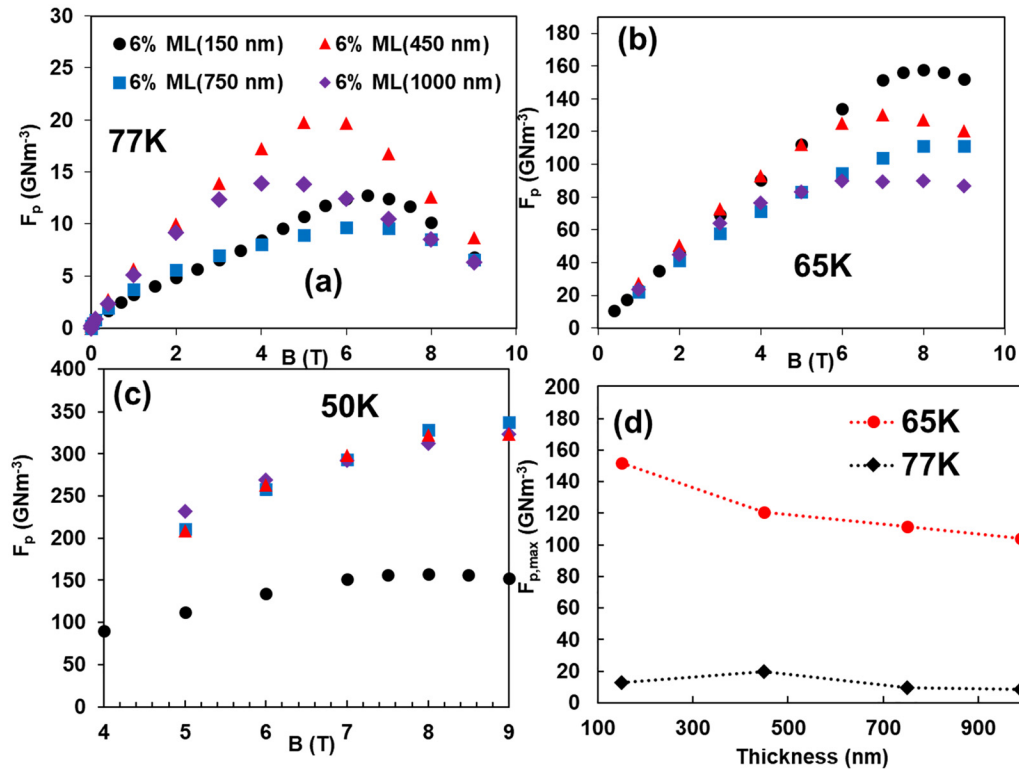 30
25
20
15
10
5
0
F_p (GNm⁻³)
6% ML(150 nm)
6% ML(450 nm)
6% ML(750 nm)
6% ML(1000 nm)
77K
(a)
0 2 4 6 8 10
B (T)
(b)
180
160
140
120
100
80
60
40
20
0
F_p (GNm⁻³)
65K
0 2 4 6 8 10
B (T)
(c)
50K
400
350
300
250
200
150
100
50
0
F_p (GNm⁻³)
4 5 6 7 8 9
B (T)
(d)
65K
77K
200
180
160
140
120
100
80
60
40
20
0
F_p,max (GNm⁻³)
100 300 500 700 900
Thickness (nm)